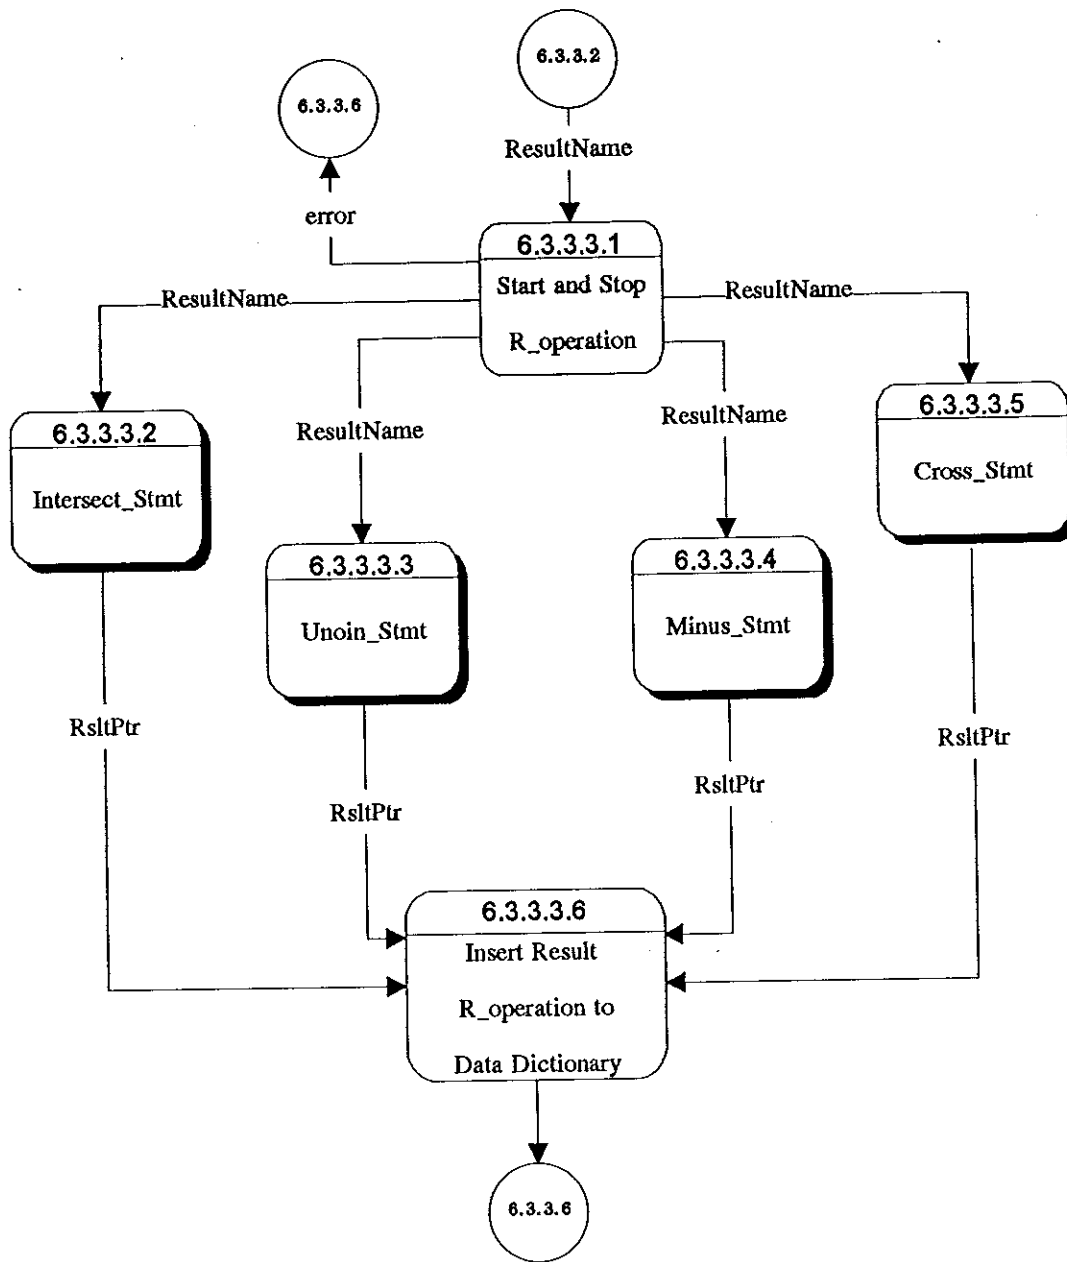 6.3.3.2
6.3.3.6
ResultName
error
6.3.3.3.1
Start and Stop
R_operation
ResultName
ResultName
ResultName
ResultName
6.3.3.3.2
Intersect_Stmt
6.3.3.3.5
Cross_Stmt
6.3.3.3.3
Unoin_Stmt
6.3.3.3.4
Minus_Stmt
RsltPtr
RsltPtr
RsltPtr
RsltPtr
6.3.3.3.6
Insert Result
R_operation to
Data Dictionary
6.3.3.6